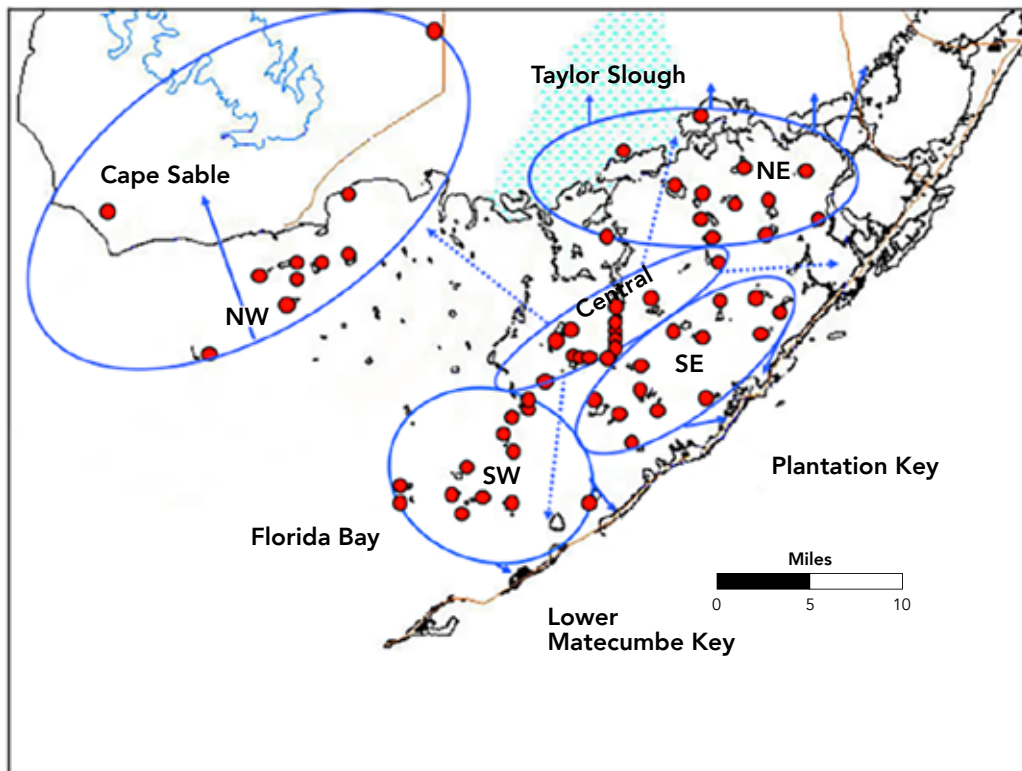 Taylor Slough
Cape Sable
NE
Central
NW
SE
SW
Plantation Key
Florida Bay
Miles
0 5 10
Lower
Matecumbe Key